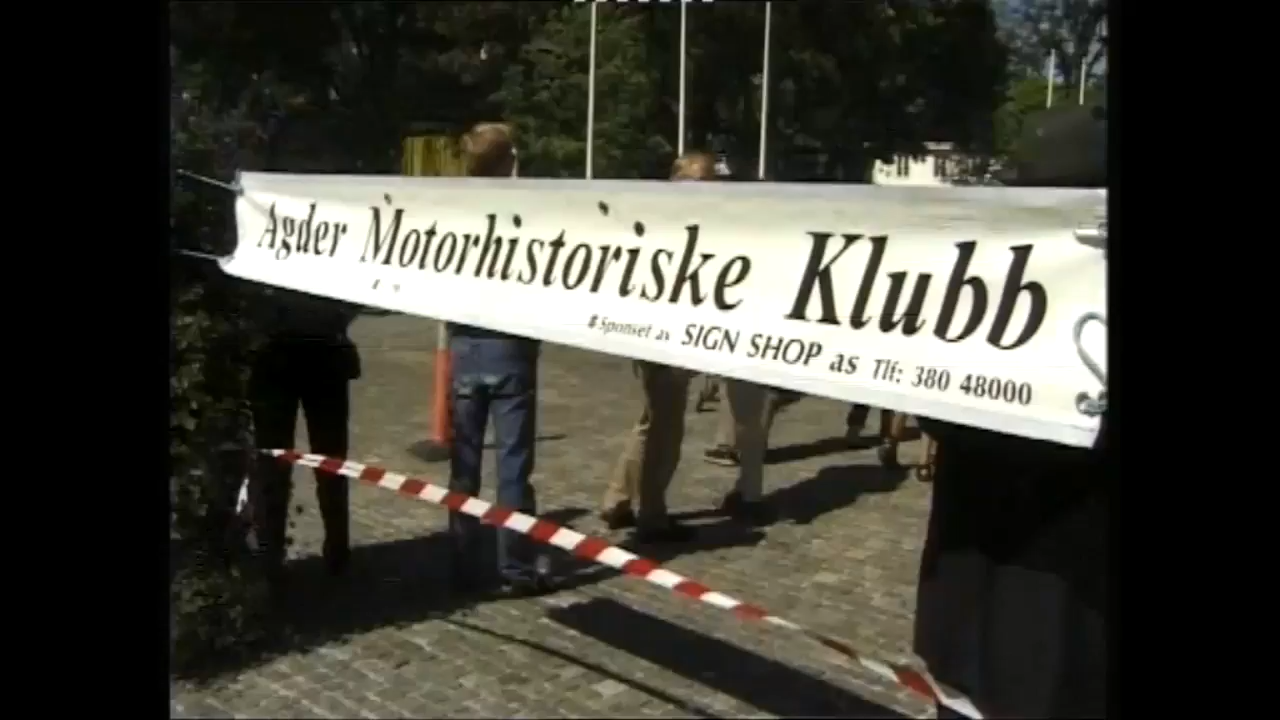 Agder Motorhistoriske Klubb
Sponset av SIGN SHOP as Tlf: 380 48000